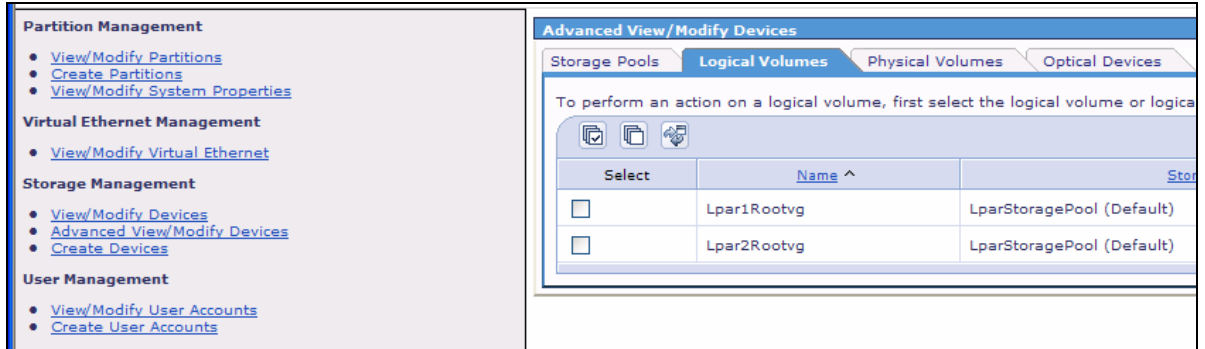 Partition Management
View/Modify Partitions
Create Partitions
View/Modify System Properties
Virtual Ethernet Management
View/Modify Virtual Ethernet
Storage Management
View/Modify Devices
Advanced View/Modify Devices
Create Devices
User Management
View/Modify User Accounts
Create User Accounts
Advanced View/Modify Devices
Storage Pools Logical Volumes Physical Volumes Optical Devices
To perform an action on a logical volume, first select the logical volume or logica
Select Name ^ Stor
Lpar1Rootvg LparStoragePool (Default)
Lpar2Rootvg LparStoragePool (Default)